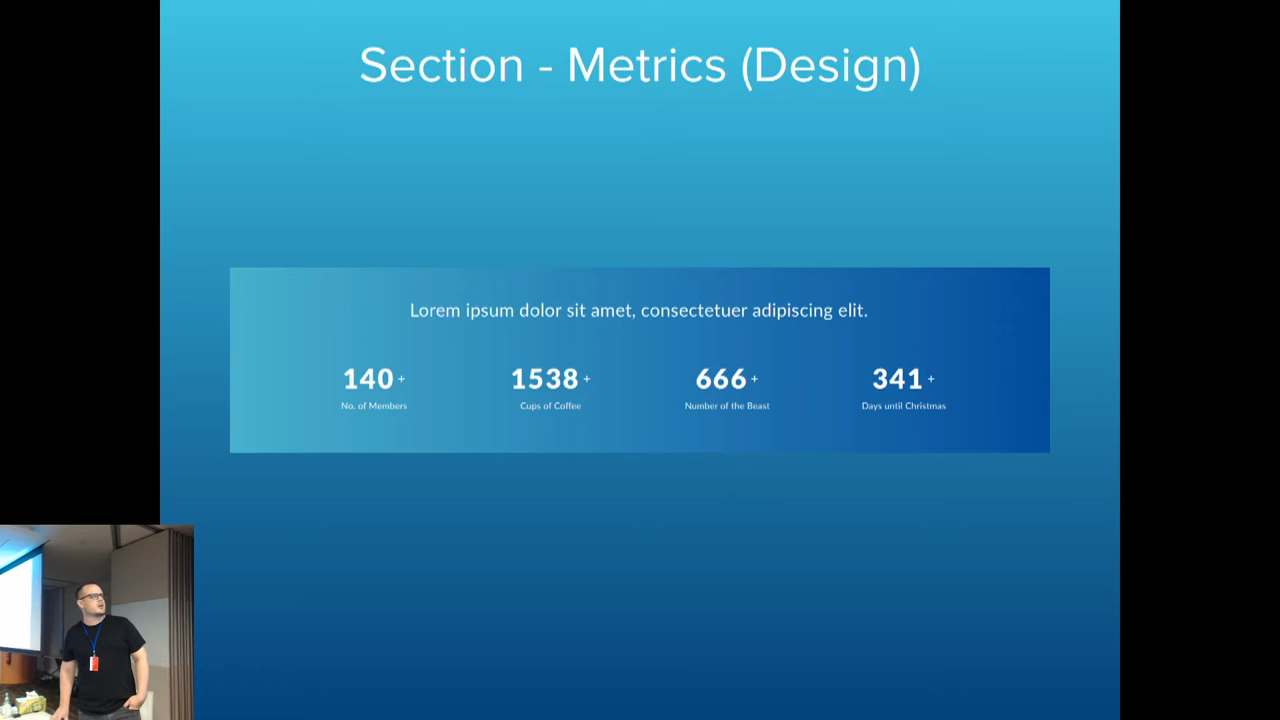 Section - Metrics (Design)
Lorem ipsum dolor sit amet, consectetuer adipiscing elit.
140 + 1538 + 666 + 341 +
No. of Members Cups of Coffee Number of the Beast Days until Christmas